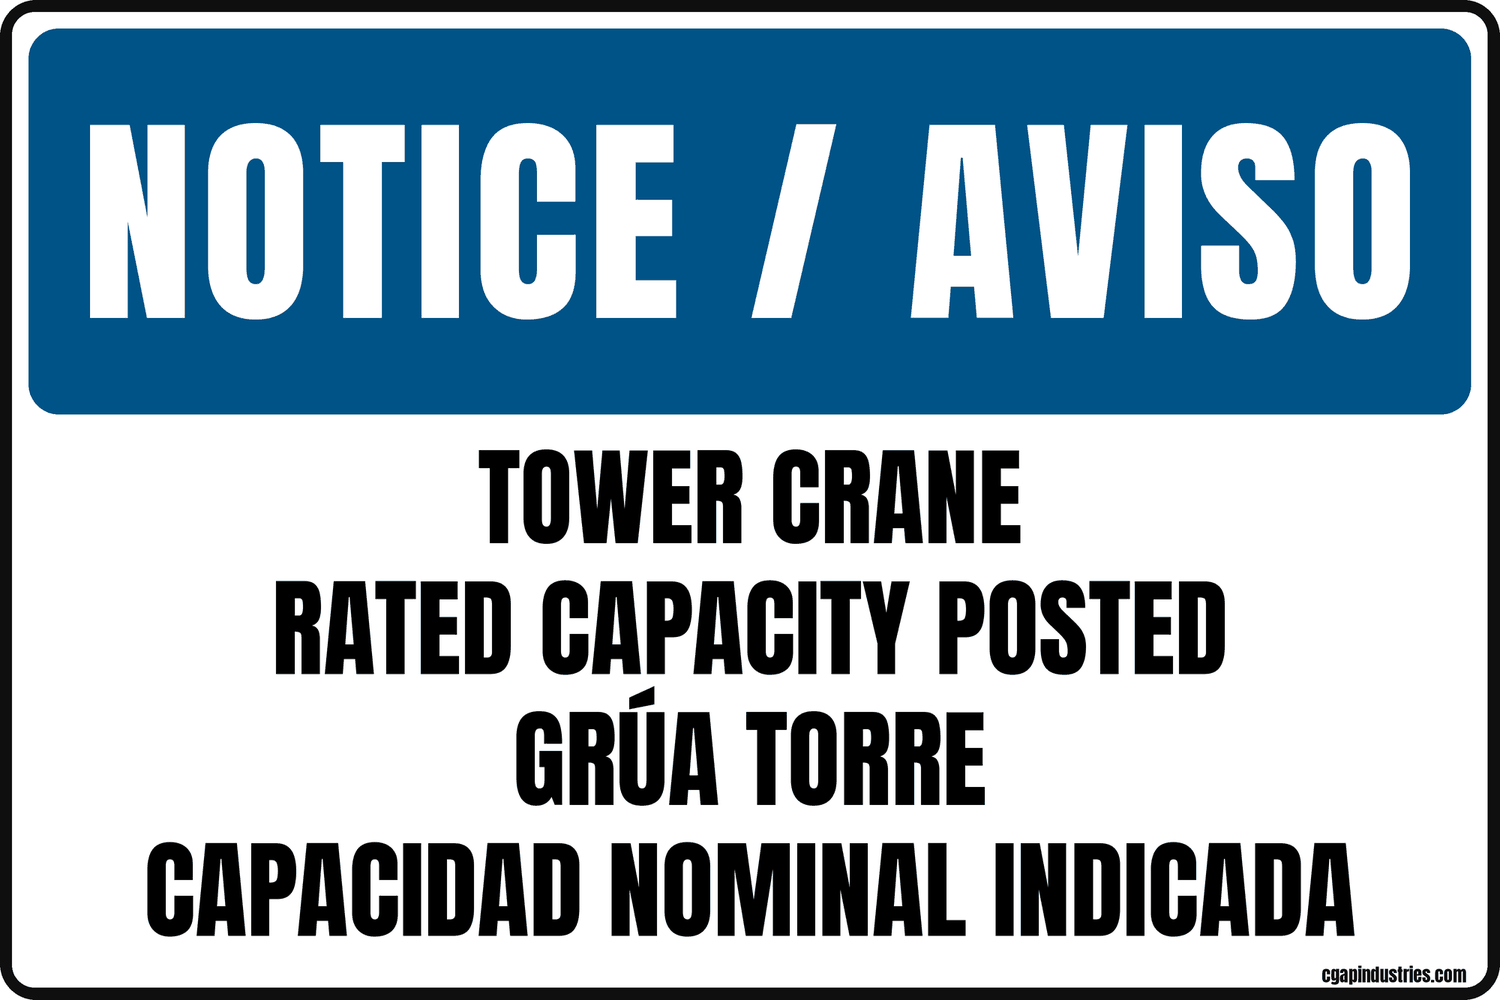 NOTICE / AVISO
TOWER CRANE
RATED CAPACITY POSTED
GRÚA TORRE
CAPACIDAD NOMINAL INDICADA
cgapindustries.com